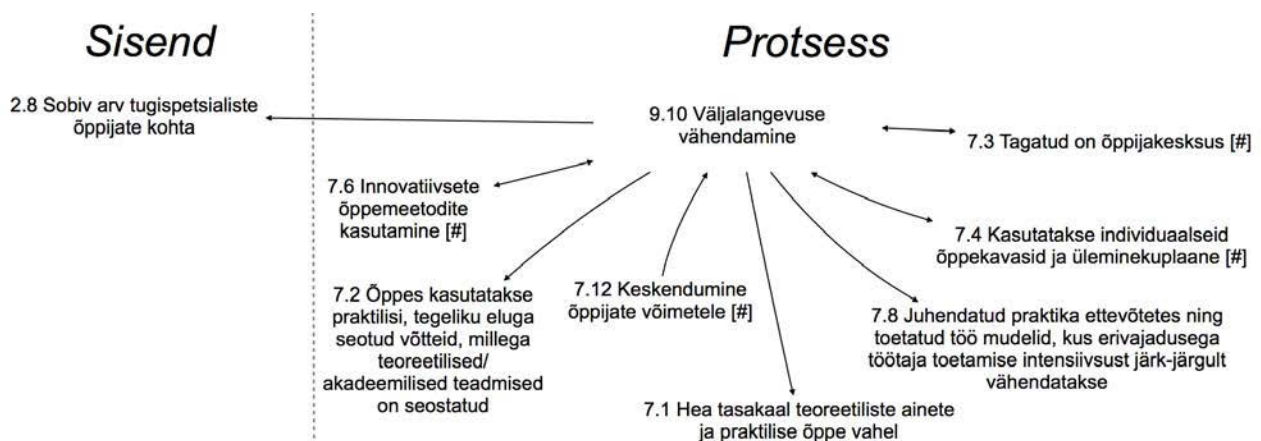 Sisend
Protsess
2.8 Sobiv arv tugispetsialiste
õppijate kohta
9.10 Väljalangevuse
vähendamine
7.3 Tagatud on õppijakesksus [#]
7.6 Innovatiivsete
õppemeetodite
kasutamine [#]
7.4 Kasutatakse individuaalseid
õppekavasid ja üleminekuplaane [#]
7.2 Õppes kasutatakse
praktilisi, tegeliku eluga
seotud võtteid, millega
teoreetilised/
akadeemilised teadmised
on seostatud
7.12 Keskendumine
õppijate võimetele [#]
7.8 Juhendatud praktika ettevõtetes ning
toetatud töö mudelid, kus erivajadusega
töötaja toetamise intensiivsust järk-järgult
vähendatakse
7.1 Hea tasakaal teoreetiliste ainete
ja praktilise õppe vahel